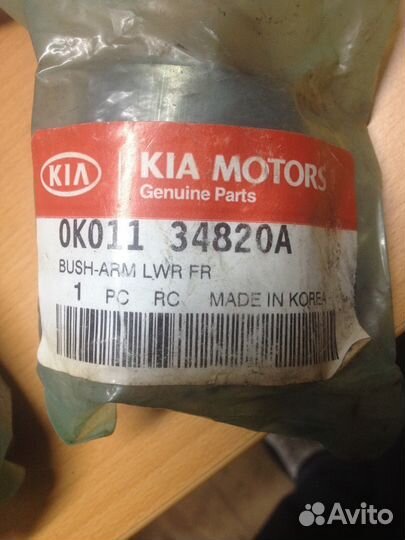 KIA
KIA MOTORS
Genuine Parts
0K011 34820A
BUSH-ARM LWR FR
1 PC RC MADE IN KOREA
Avito